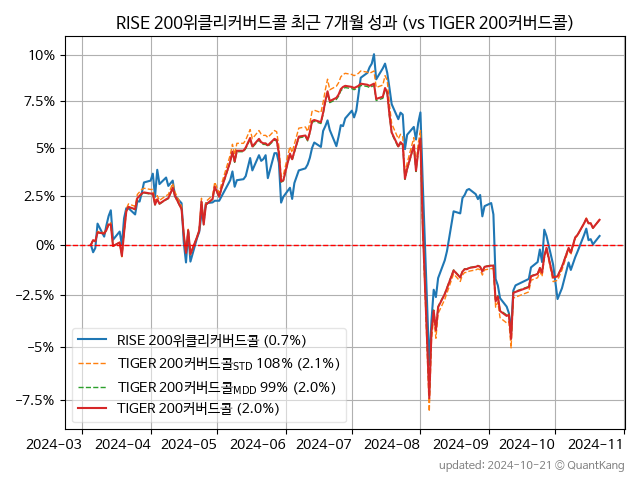 RISE 200위클리커버드콜 최근 7개월 성과 (vs TIGER 200커버드콜)
10%
7.5%
5%
2.5%
0%
−2.5%
−5%
−7.5%
RISE 200위클리커버드콜 (0.7%)
TIGER 200커버드콜STD 108% (2.1%)
TIGER 200커버드콜MDD 99% (2.0%)
TIGER 200커버드콜 (2.0%)
2024-03 2024-04 2024-05 2024-06 2024-07 2024-08 2024-09 2024-10 2024-11
updated: 2024-10-21 © QuantKang